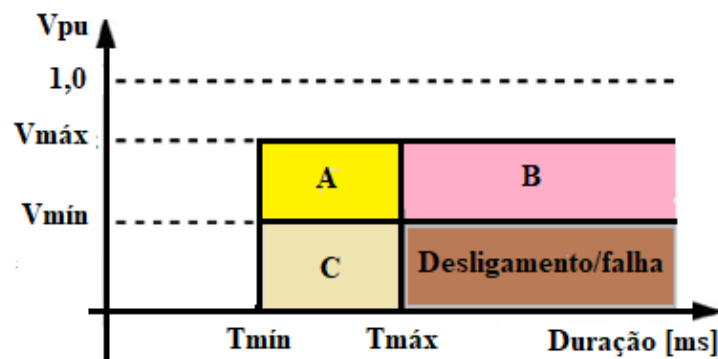 Vpu
1,0
Vmáx
A
B
Vmín
C
Desligamento/falha
Tmín
Tmáx
Duração [ms]